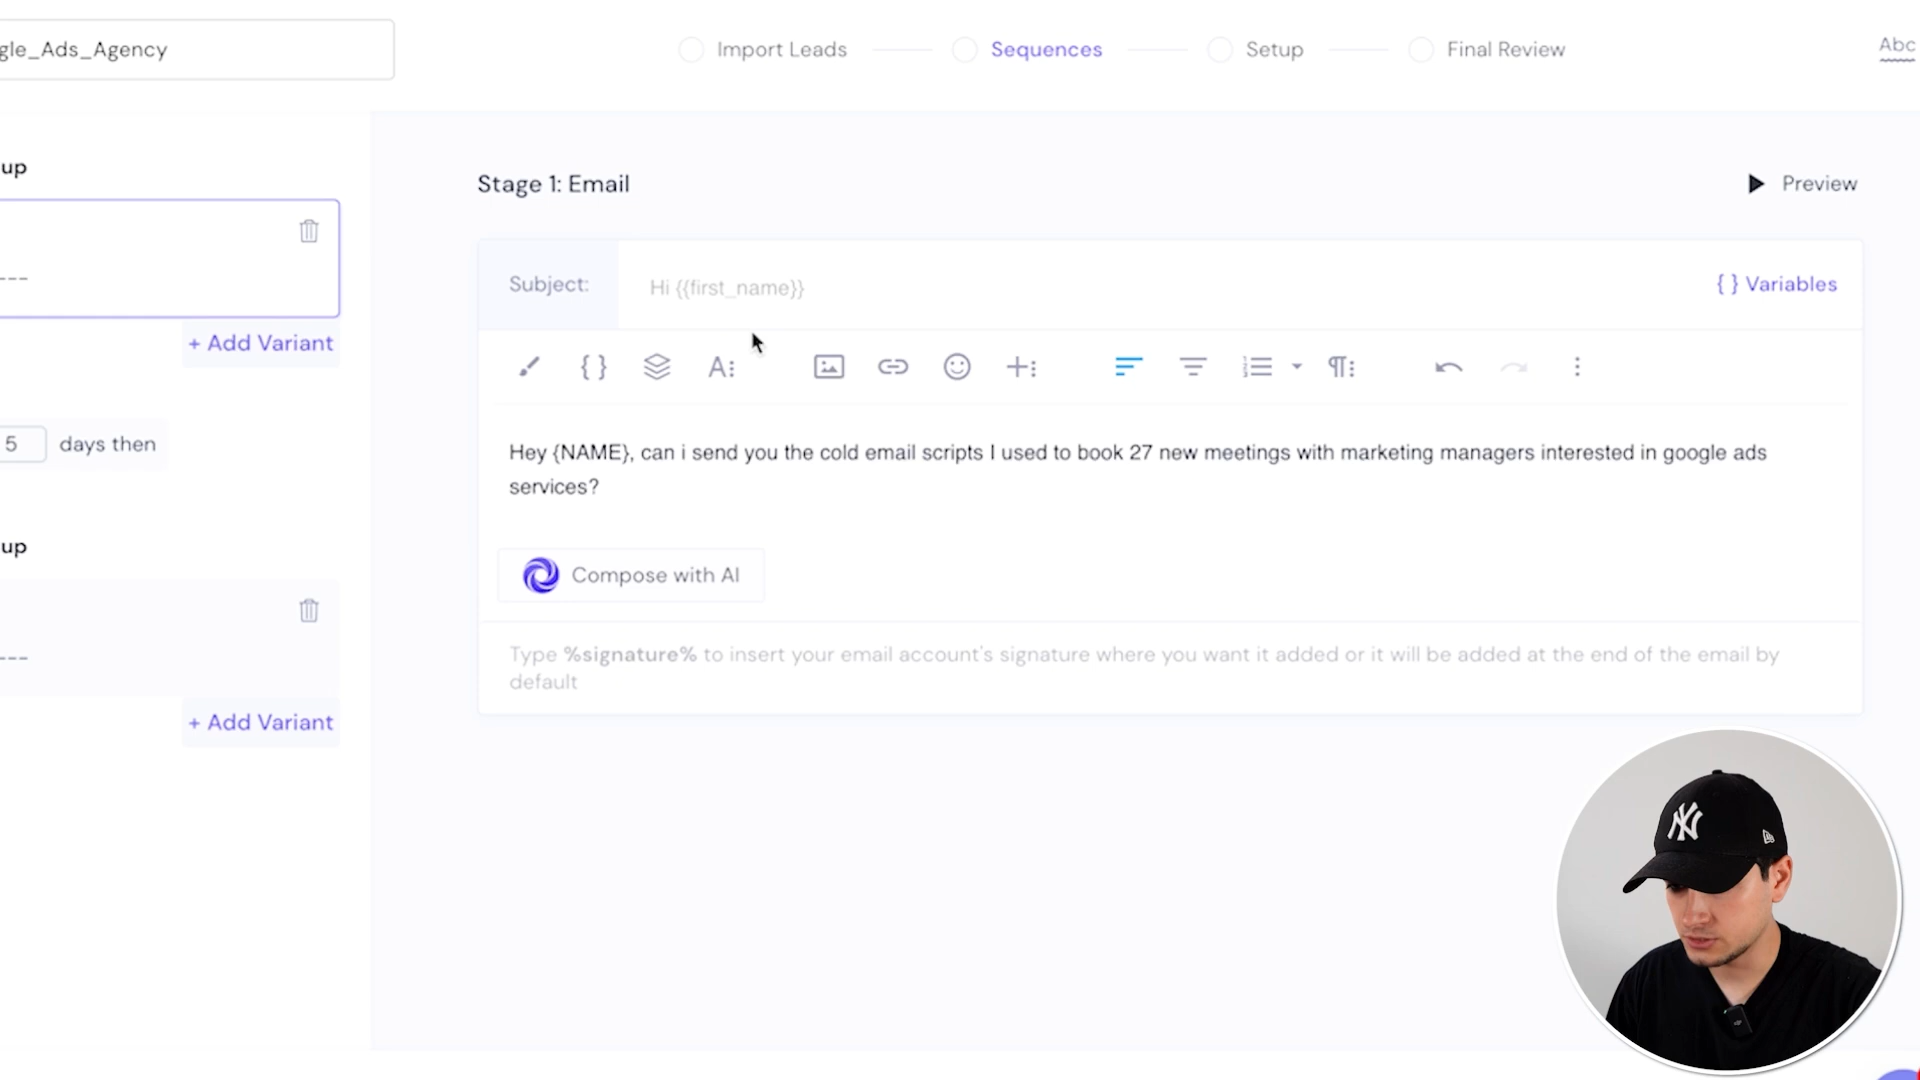 gle_Ads_Agency
Import Leads
Sequences
Setup
Final Review
Abc
up
Stage 1: Email
Preview
---
Subject:
Hi {{first_name}}
{ } Variables
+ Add Variant
5 days then
Hey {NAME}, can i send you the cold email scripts I used to book 27 new meetings with marketing managers interested in google ads
services?
up
Compose with AI
---
Type %signature% to insert your email account's signature where you want it added or it will be added at the end of the email by
default
+ Add Variant
NY